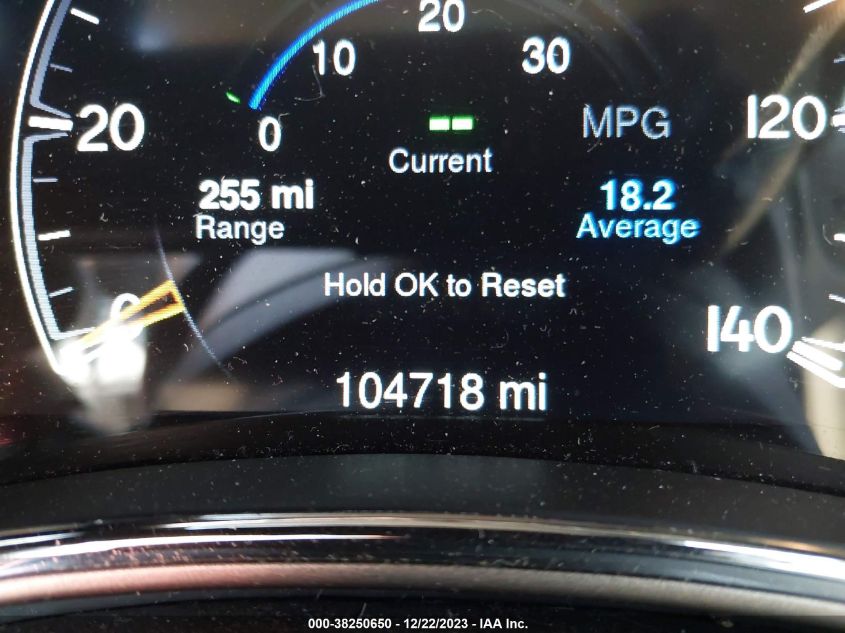 20
10 30
20 0 MPG 120
Current
255 mi 18.2
Range Average
Hold OK to Reset
0 140
104718 mi
000-38250650 - 12/22/2023 - IAA Inc.